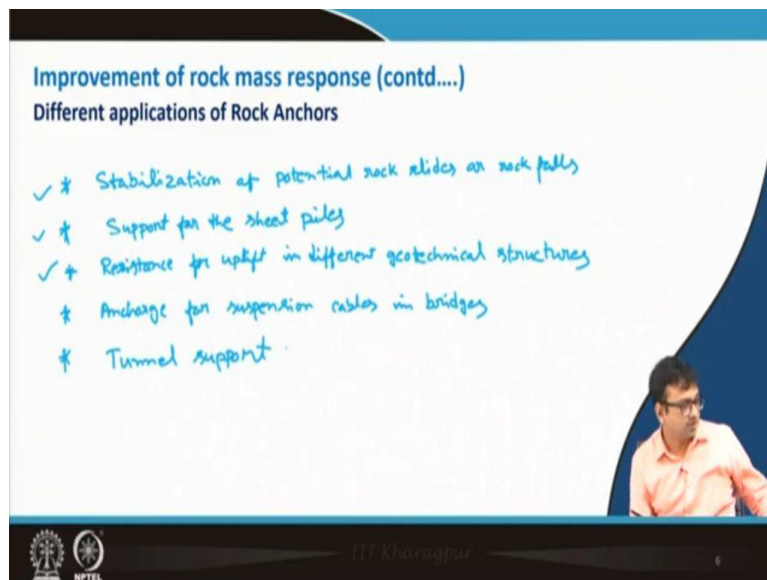 Improvement of rock mass response (contd....)
Different applications of Rock Anchors
✓ * Stabilization of potential rock slides or rock falls
✓ * Support for the sheet piles
✓ * Resistance for uplift in different geotechnical structures
* Anchorge for suspension cables in bridges
* Tunnel support
NPTEL
IIT Kharagpur
6